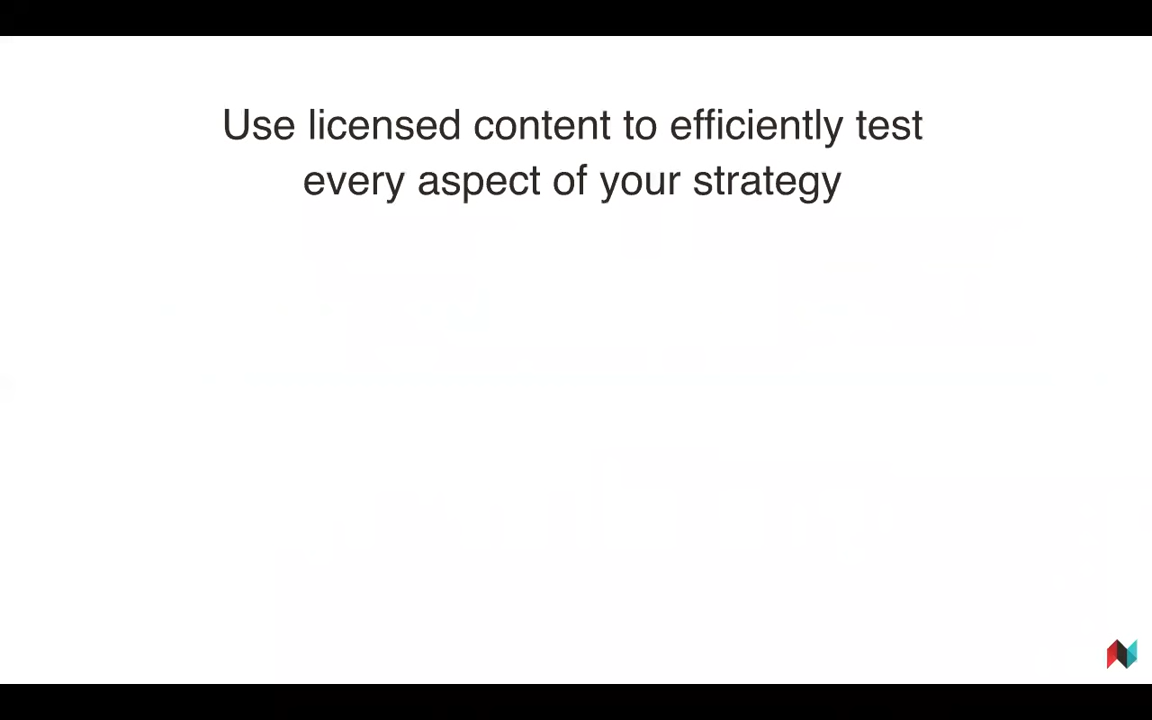 Use licensed content to efficiently test
every aspect of your strategy